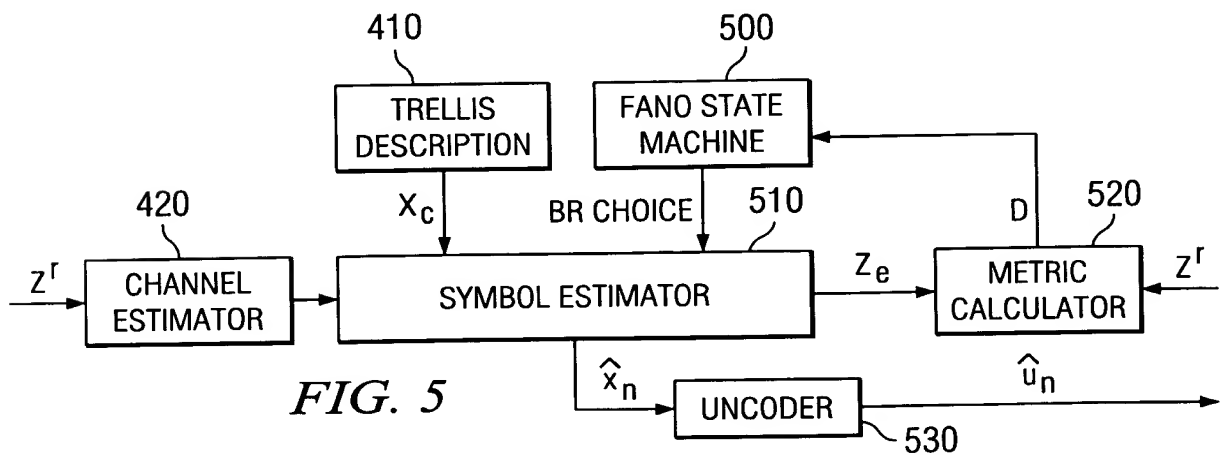 410
500
TRELLIS
DESCRIPTION
FANO STATE
MACHINE
X_c
BR CHOICE
510
D
520
420
Z^r
CHANNEL
ESTIMATOR
SYMBOL ESTIMATOR
Z_e
METRIC
CALCULATOR
Z^r
FIG. 5
x̂_n
UNCODER
û_n
530